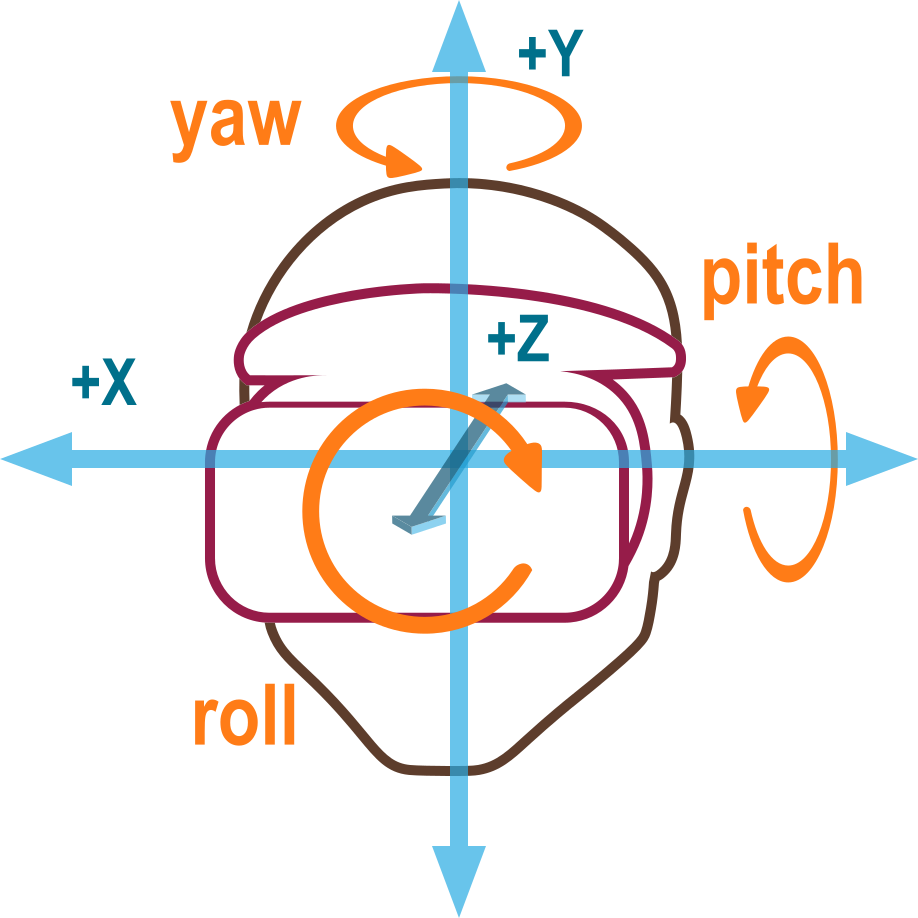 +Y
yaw
pitch
+Z
+X
roll